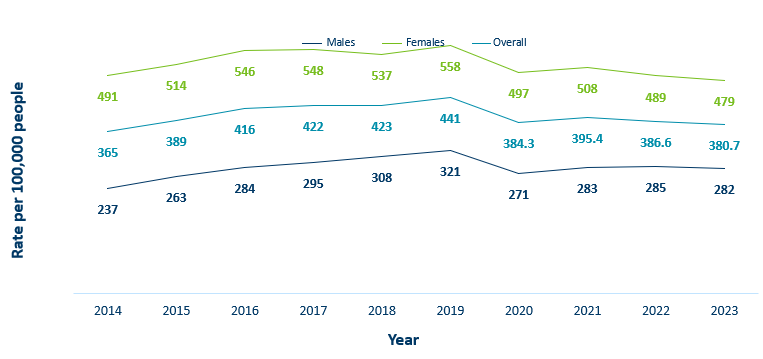 Males Females Overall
491 514 546 548 537 558 497 508 489 479
365 389 416 422 423 441 384.3 395.4 386.6 380.7
237 263 284 295 308 321 271 283 285 282
Rate per 100,000 people
2014 2015 2016 2017 2018 2019 2020 2021 2022 2023
Year